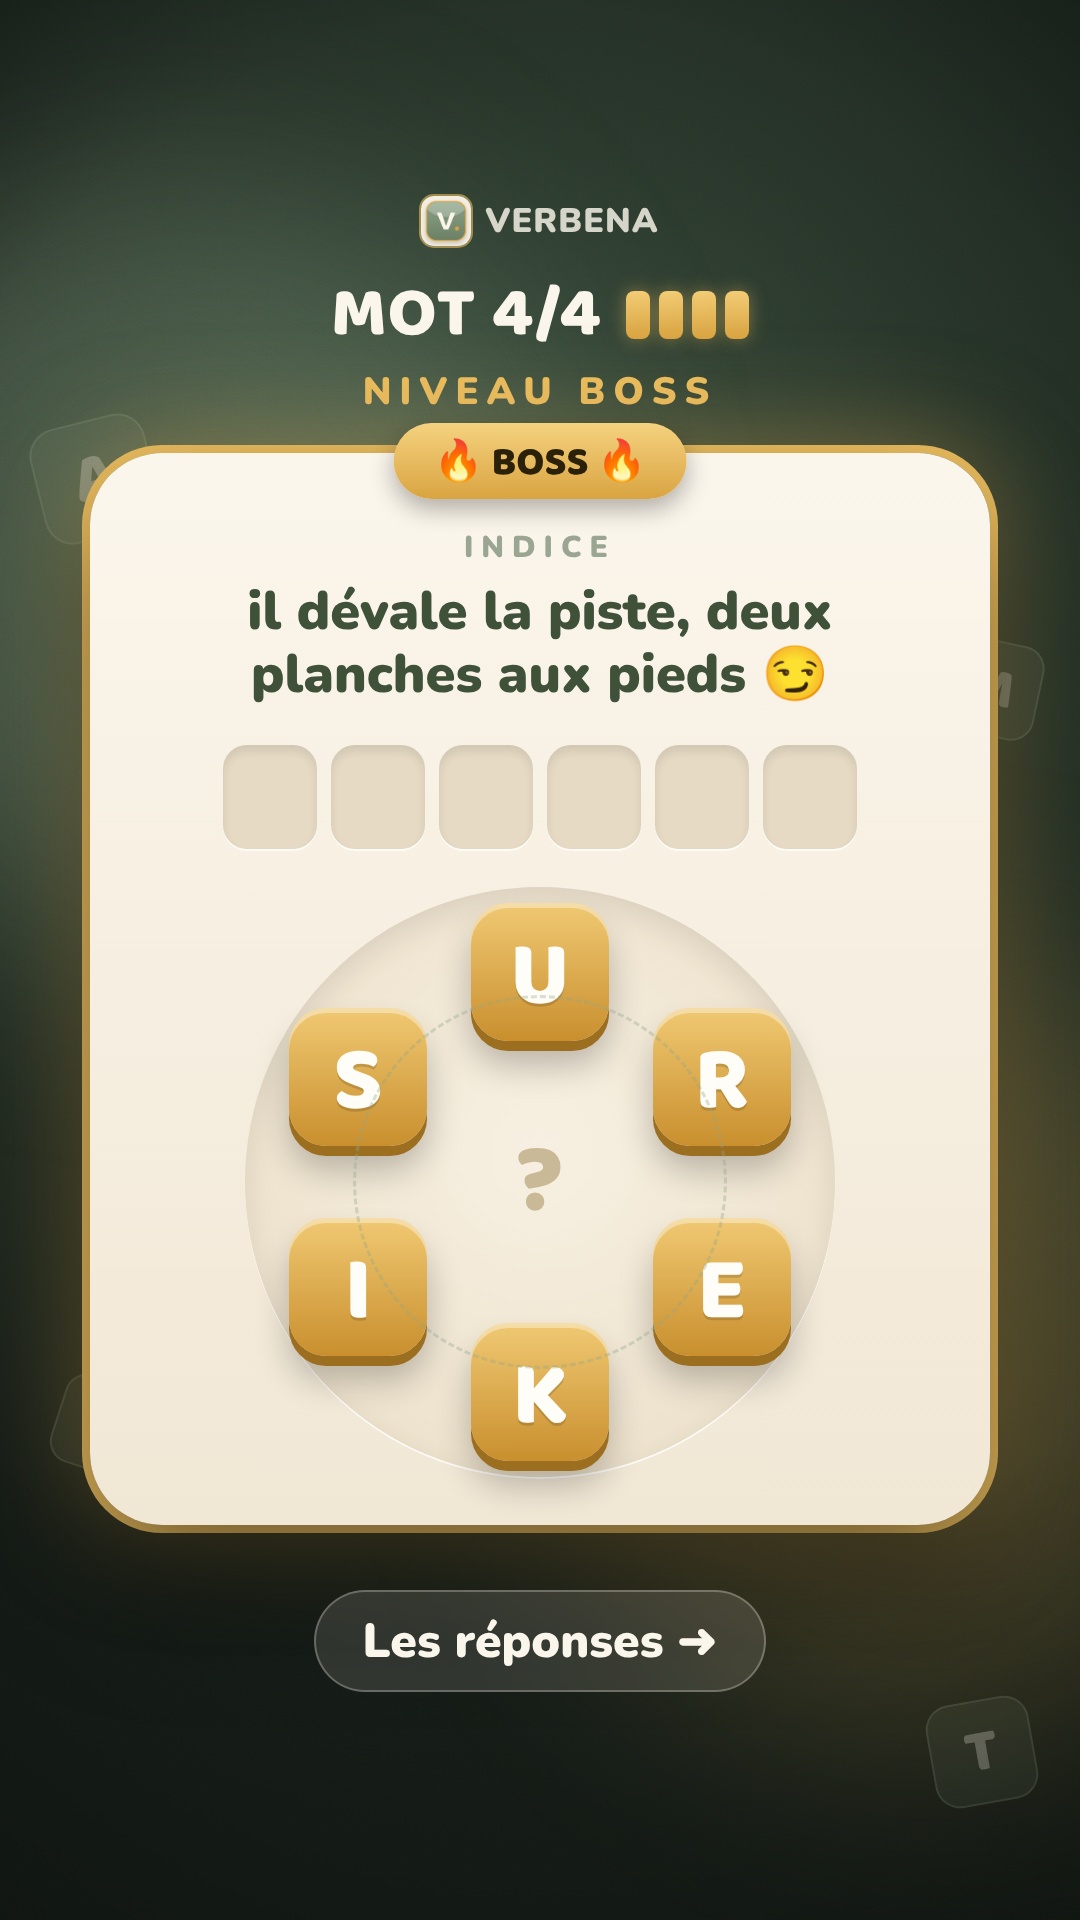 V. VERBENA
MOT 4/4
NIVEAU BOSS
🔥 BOSS 🔥
INDICE
il dévale la piste, deux
planches aux pieds 😏
U
S R
?
I E
K
Les réponses ➔
T